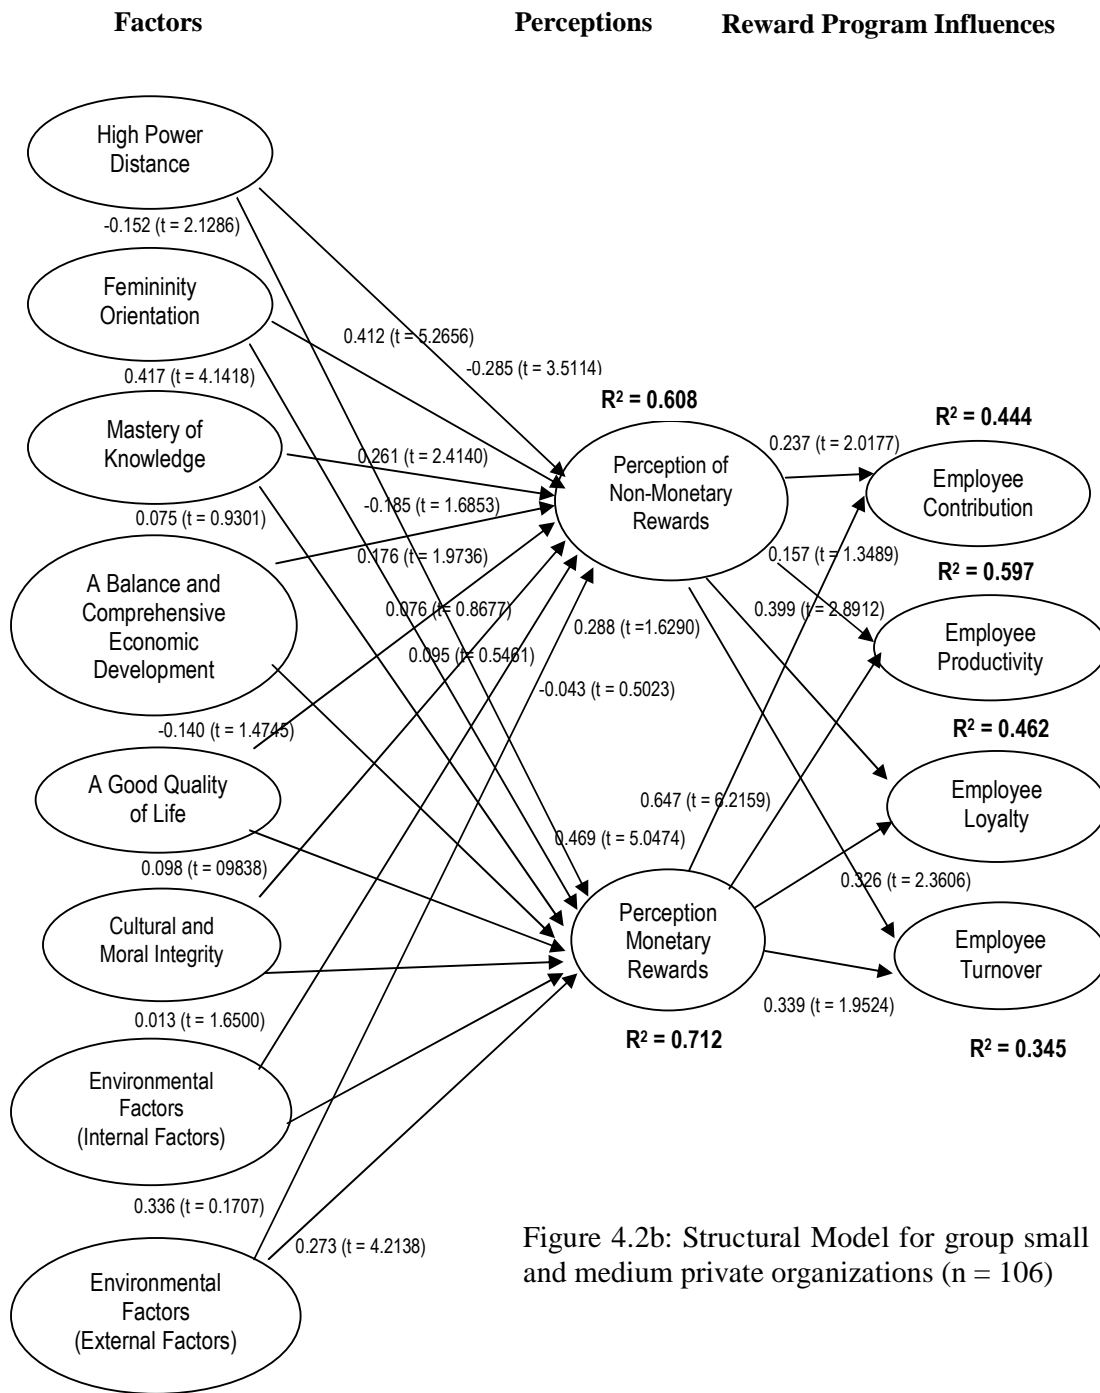 Factors
Perceptions
Reward Program Influences
High Power
Distance
-0.152 (t = 2.1286)
Femininity
Orientation
0.412 (t = 5.2656)
-0.285 (t = 3.5114)
0.417 (t = 4.1418)
R² = 0.608
R² = 0.444
Mastery of
Knowledge
0.261 (t = 2.4140)
Perception of
Non-Monetary
Rewards
0.237 (t = 2.0177)
Employee
Contribution
-0.185 (t = 1.6853)
0.075 (t = 0.9301)
0.176 (t = 1.9736)
0.157 (t = 1.3489)
R² = 0.597
A Balance and
Comprehensive
Economic
Development
0.076 (t = 0.8677)
0.288 (t =1.6290)
0.399 (t = 2.8912)
Employee
Productivity
0.095 (t = 0.5461)
-0.043 (t = 0.5023)
-0.140 (t = 1.4745)
R² = 0.462
A Good Quality
of Life
0.647 (t = 6.2159)
Employee
Loyalty
0.469 (t = 5.0474)
0.098 (t = 09838)
0.326 (t = 2.3606)
Cultural and
Moral Integrity
Perception
Monetary
Rewards
Employee
Turnover
0.339 (t = 1.9524)
0.013 (t = 1.6500)
R² = 0.712
R² = 0.345
Environmental
Factors
(Internal Factors)
0.336 (t = 0.1707)
0.273 (t = 4.2138)
Environmental
Factors
(External Factors)
Figure 4.2b: Structural Model for group small
and medium private organizations (n = 106)